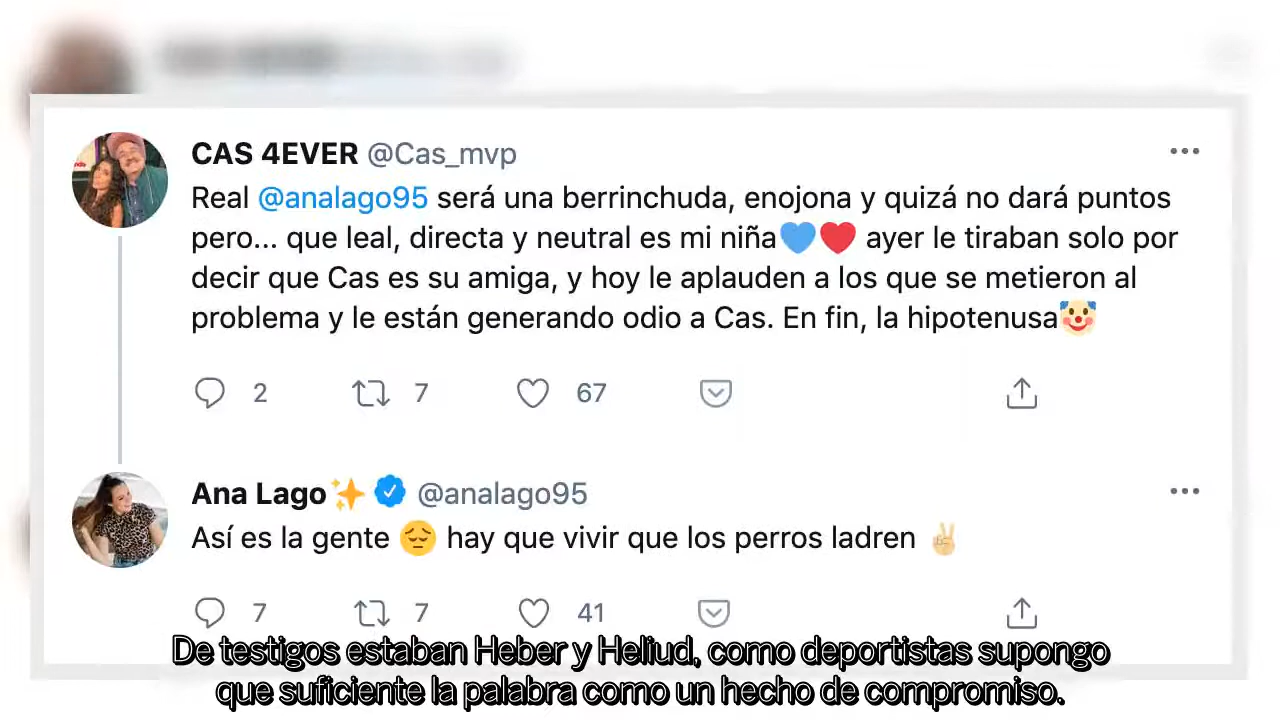 CAS 4EVER @Cas_mvp
Real @analago95 será una berrinchuda, enojona y quizá no dará puntos
pero... que leal, directa y neutral es mi niña💙❤️ ayer le tiraban solo por
decir que Cas es su amiga, y hoy le aplauden a los que se metieron al
problema y le están generando odio a Cas. En fin, la hipotenusa🤡
2 7 67
Ana Lago✨ @analago95
Así es la gente 😔 hay que vivir que los perros ladren ✌🏼
7 7 41
De testigos estaban Heber y Heliud, como deportistas supongo
que suficiente la palabra como un hecho de compromiso.